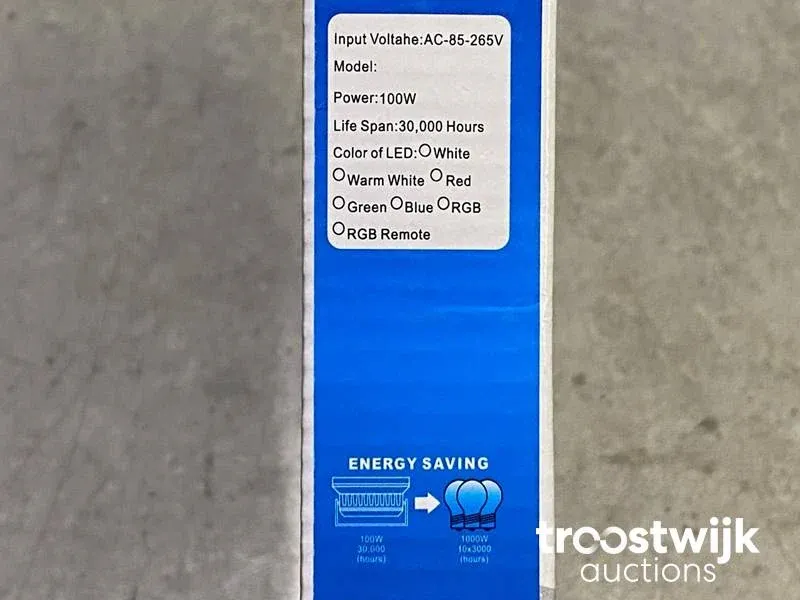 Input Voltahe:AC-85-265V
Model:
Power:100W
Life Span:30,000 Hours
Color of LED:○White
○Warm White ○Red
○Green ○Blue ○RGB
○RGB Remote
ENERGY SAVING
100W 1000W
30,000 10x3000
(hours) (hours)
troostwijk
auctions